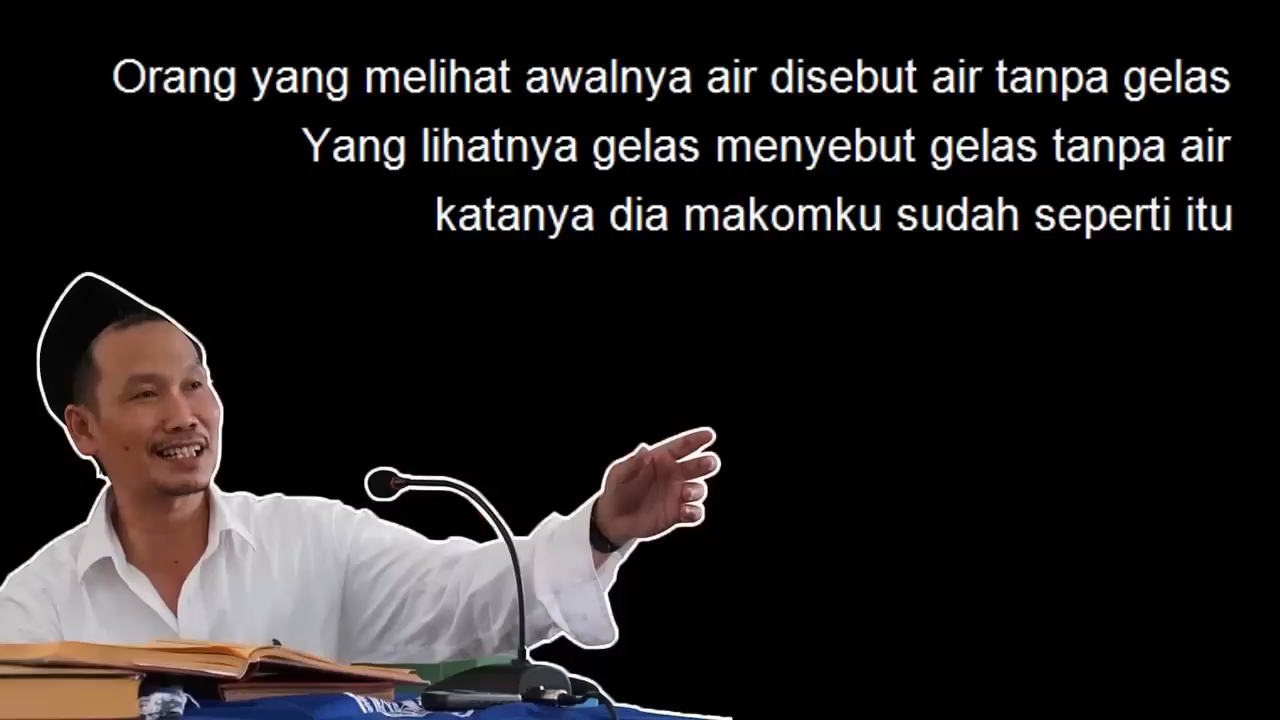 Orang yang melihat awalnya air disebut air tanpa gelas
Yang lihatnya gelas menyebut gelas tanpa air
katanya dia makomku sudah seperti itu